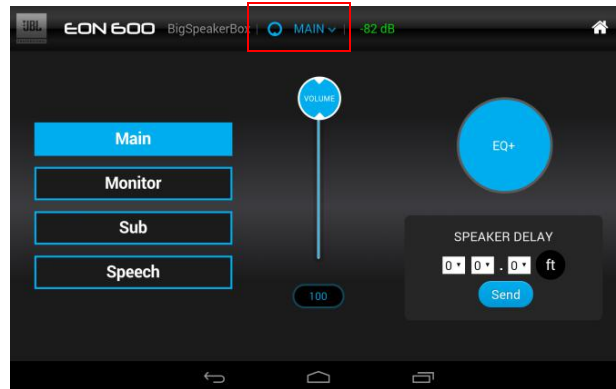 JBL EON 600 BigSpeakerBox | MAIN | -82 dB
VOLUME
Main
Monitor
Sub
Speech
100
EQ+
SPEAKER DELAY
0 0 . 0 ft
Send